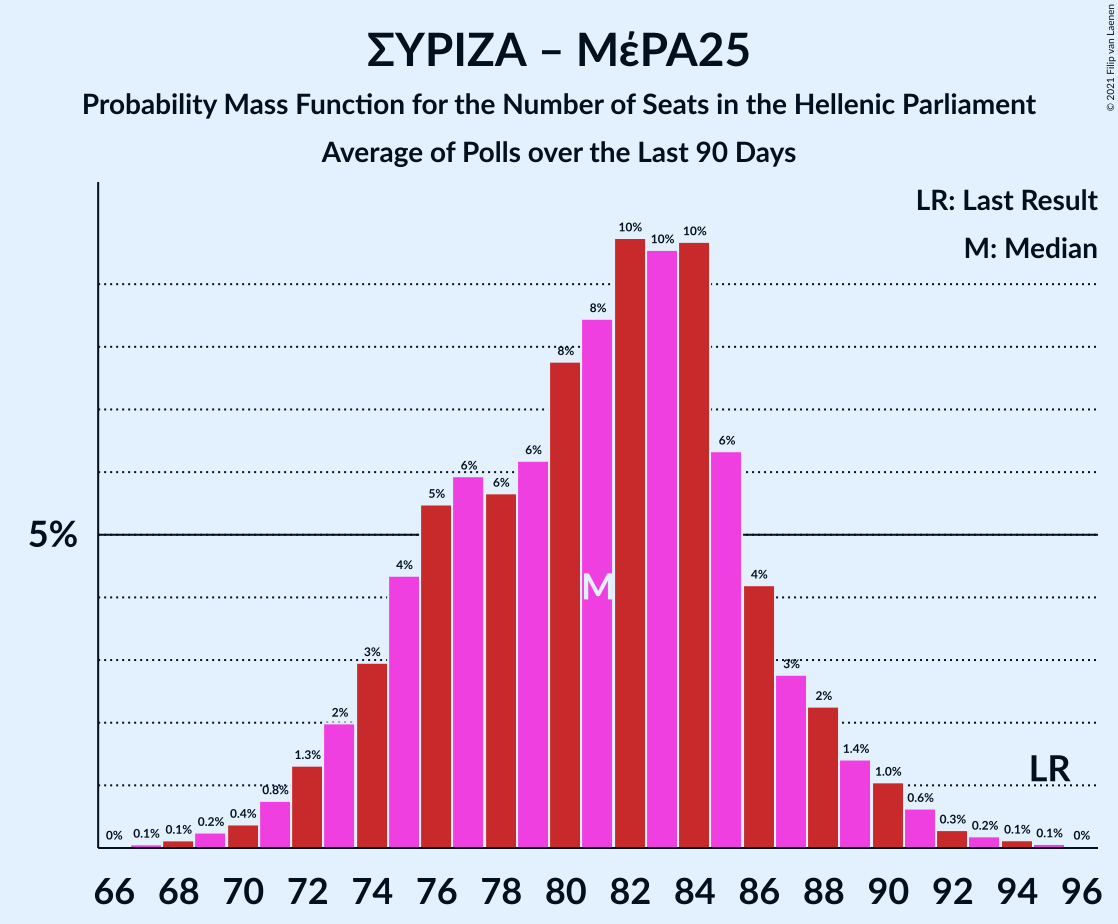 ΣΥΡΙΖΑ – ΜέΡΑ25
Probability Mass Function for the Number of Seats in the Hellenic Parliament
Average of Polls over the Last 90 Days
© 2021 Filip van Laenen
LR: Last Result
M: Median
5%
0% 0.1% 0.1% 0.2% 0.4% 0.8% 1.3% 2% 3% 4% 5% 6% 6% 6% 8% 8% 10% 10% 10% 6% 4% 3% 2% 1.4% 1.0% 0.6% 0.3% 0.2% 0.1% 0.1% 0%
M
LR
66 68 70 72 74 76 78 80 82 84 86 88 90 92 94 96